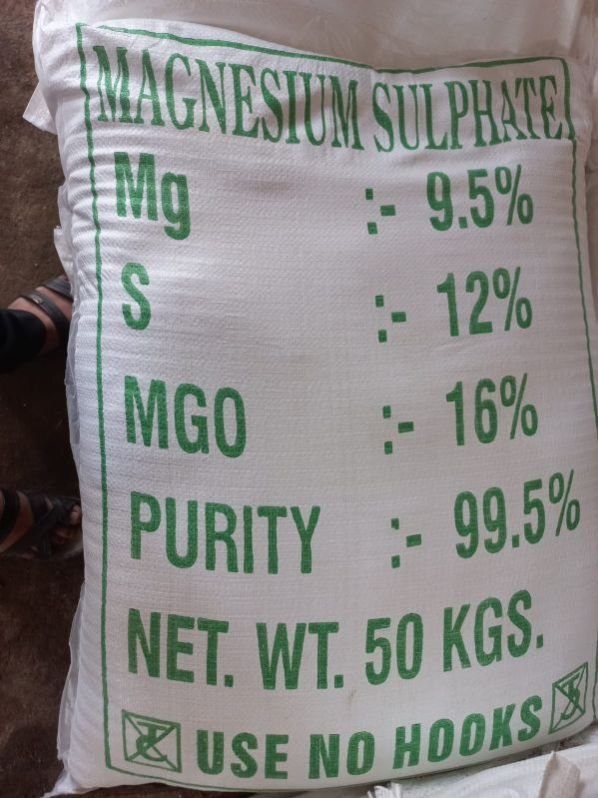 MAGNESIUM SULPHATE
Mg :- 9.5%
S :- 12%
MGO :- 16%
PURITY :- 99.5%
NET. WT. 50 KGS.
USE NO HOOKS